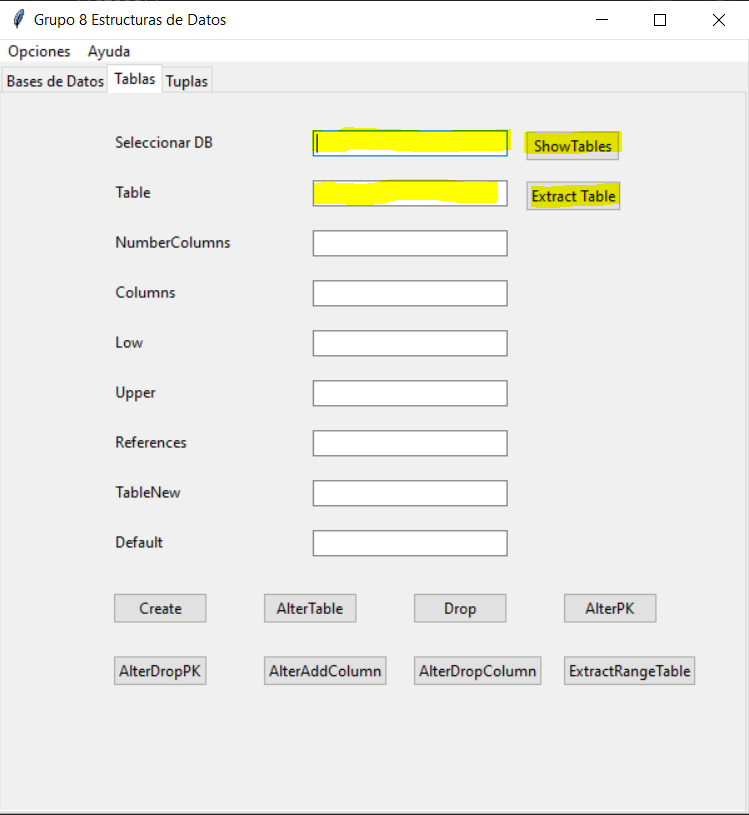 Grupo 8 Estructuras de Datos
Opciones Ayuda
Bases de Datos Tablas Tuplas
Seleccionar DB ShowTables
Table Extract Table
NumberColumns
Columns
Low
Upper
References
TableNew
Default
Create AlterTable Drop AlterPK
AlterDropPK AlterAddColumn AlterDropColumn ExtractRangeTable